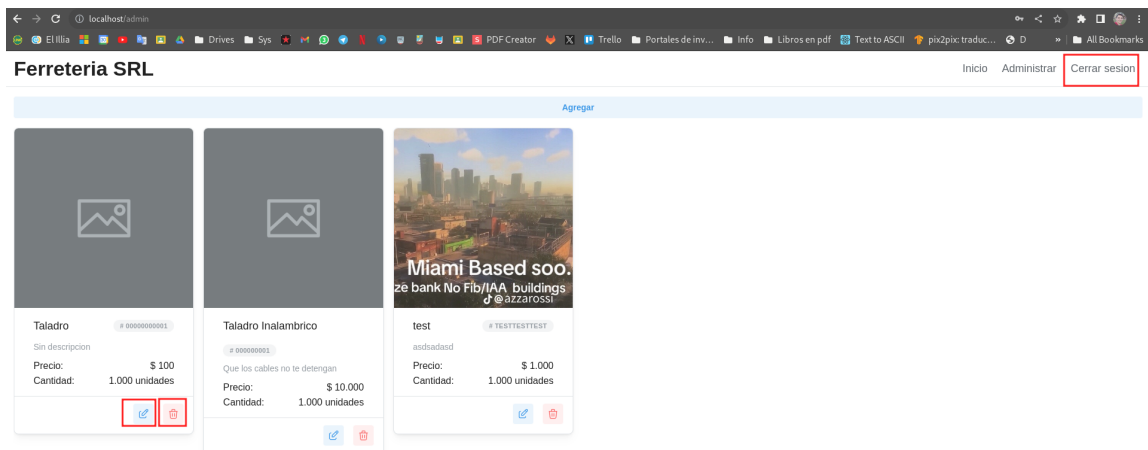 localhost/admin
El Illia
Drives
Sys
PDF Creator
Trello
Portales de inv...
Info
Libros en pdf
Text to ASCII
pix2pix: traduc...
D
»
All Bookmarks
Ferreteria SRL
Inicio
Administrar
Cerrar sesion
Agregar
Miami Based soo.
ze bank No Fib/IAA buildings
@azzarossi
Taladro
# 00000000001
Sin descripcion
Precio: $ 100
Cantidad: 1.000 unidades
Taladro Inalambrico
# 000000001
Que los cables no te detengan
Precio: $ 10.000
Cantidad: 1.000 unidades
test
# TESTTESTTEST
asdsadasd
Precio: $ 1.000
Cantidad: 1.000 unidades